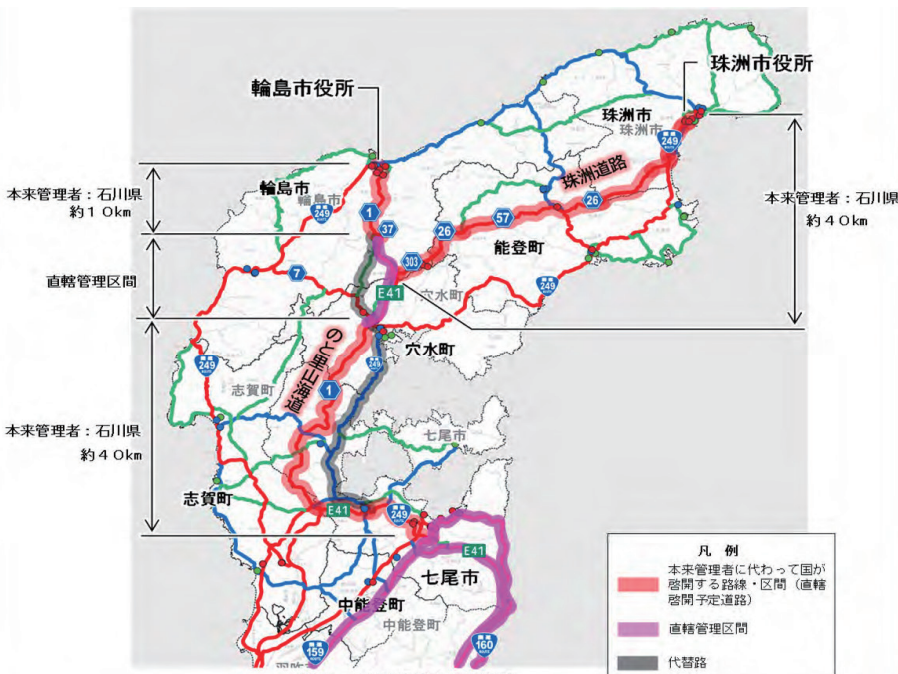 輪島市役所
珠洲市役所
珠洲市
珠洲市
249
珠洲道路
本来管理者：石川県
約１０km
輪島市
輪島市
249
1
37
26
57
26
本来管理者：石川県
約４０km
能登町
303
直轄管理区間
7
E41
穴水町
249
穴水町
のと里山海道
249
249
志賀町
1
本来管理者：石川県
約４０km
七尾市
志賀町
E41
249
E41
七尾市
中能登町
中能登町
159
160
凡 例
本来管理者に代わって国が
啓開する路線・区間（直轄
啓開予定道路）
直轄管理区間
代替路